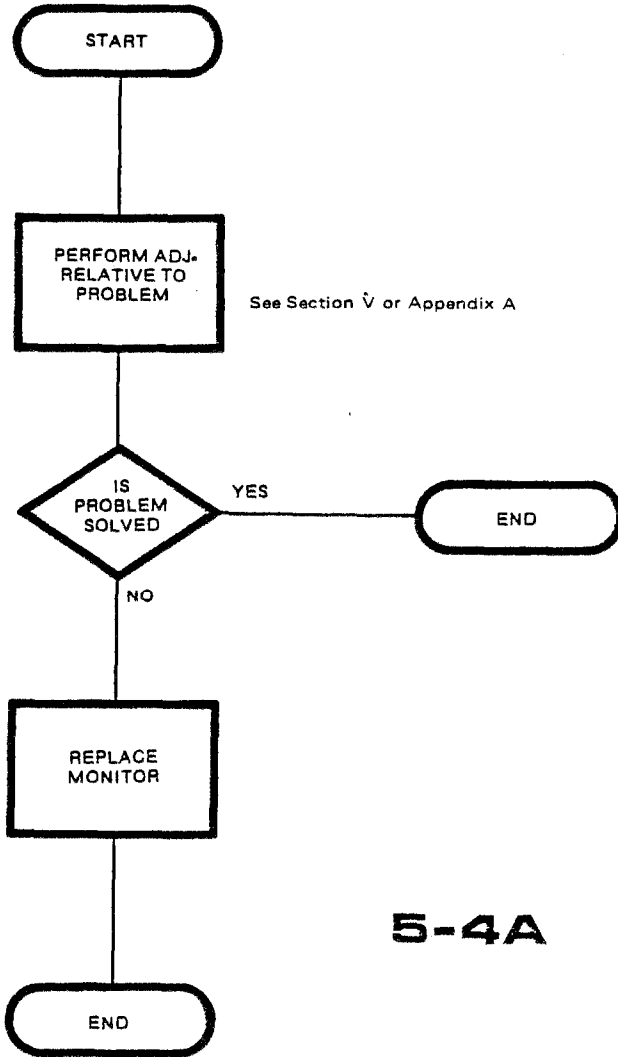 START
PERFORM ADJ.
RELATIVE TO
PROBLEM
See Section V or Appendix A
IS
PROBLEM
SOLVED
YES
END
NO
REPLACE
MONITOR
5-4A
END